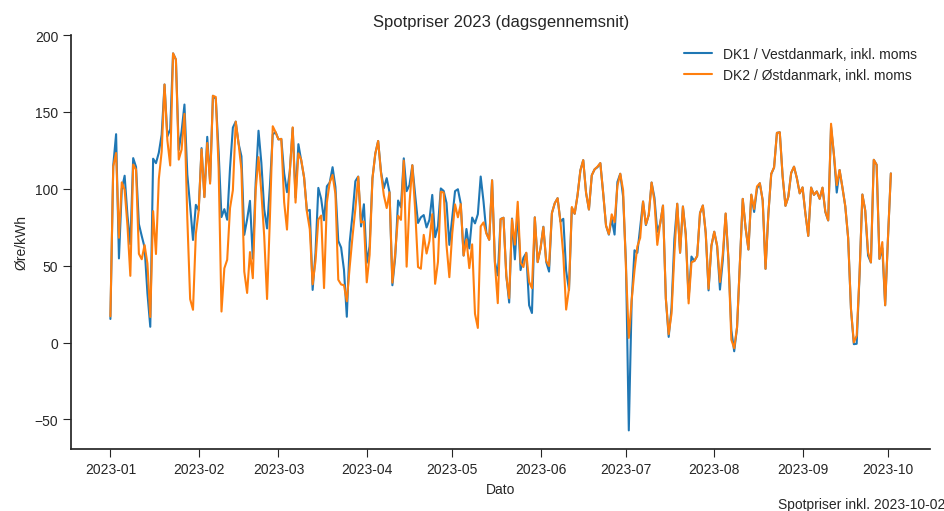 Spotpriser 2023 (dagsgennemsnit)
DK1 / Vestdanmark, inkl. moms
DK2 / Østdanmark, inkl. moms
Øre/kWh
200
150
100
50
0
−50
2023-01 2023-02 2023-03 2023-04 2023-05 2023-06 2023-07 2023-08 2023-09 2023-10
Dato
Spotpriser inkl. 2023-10-02